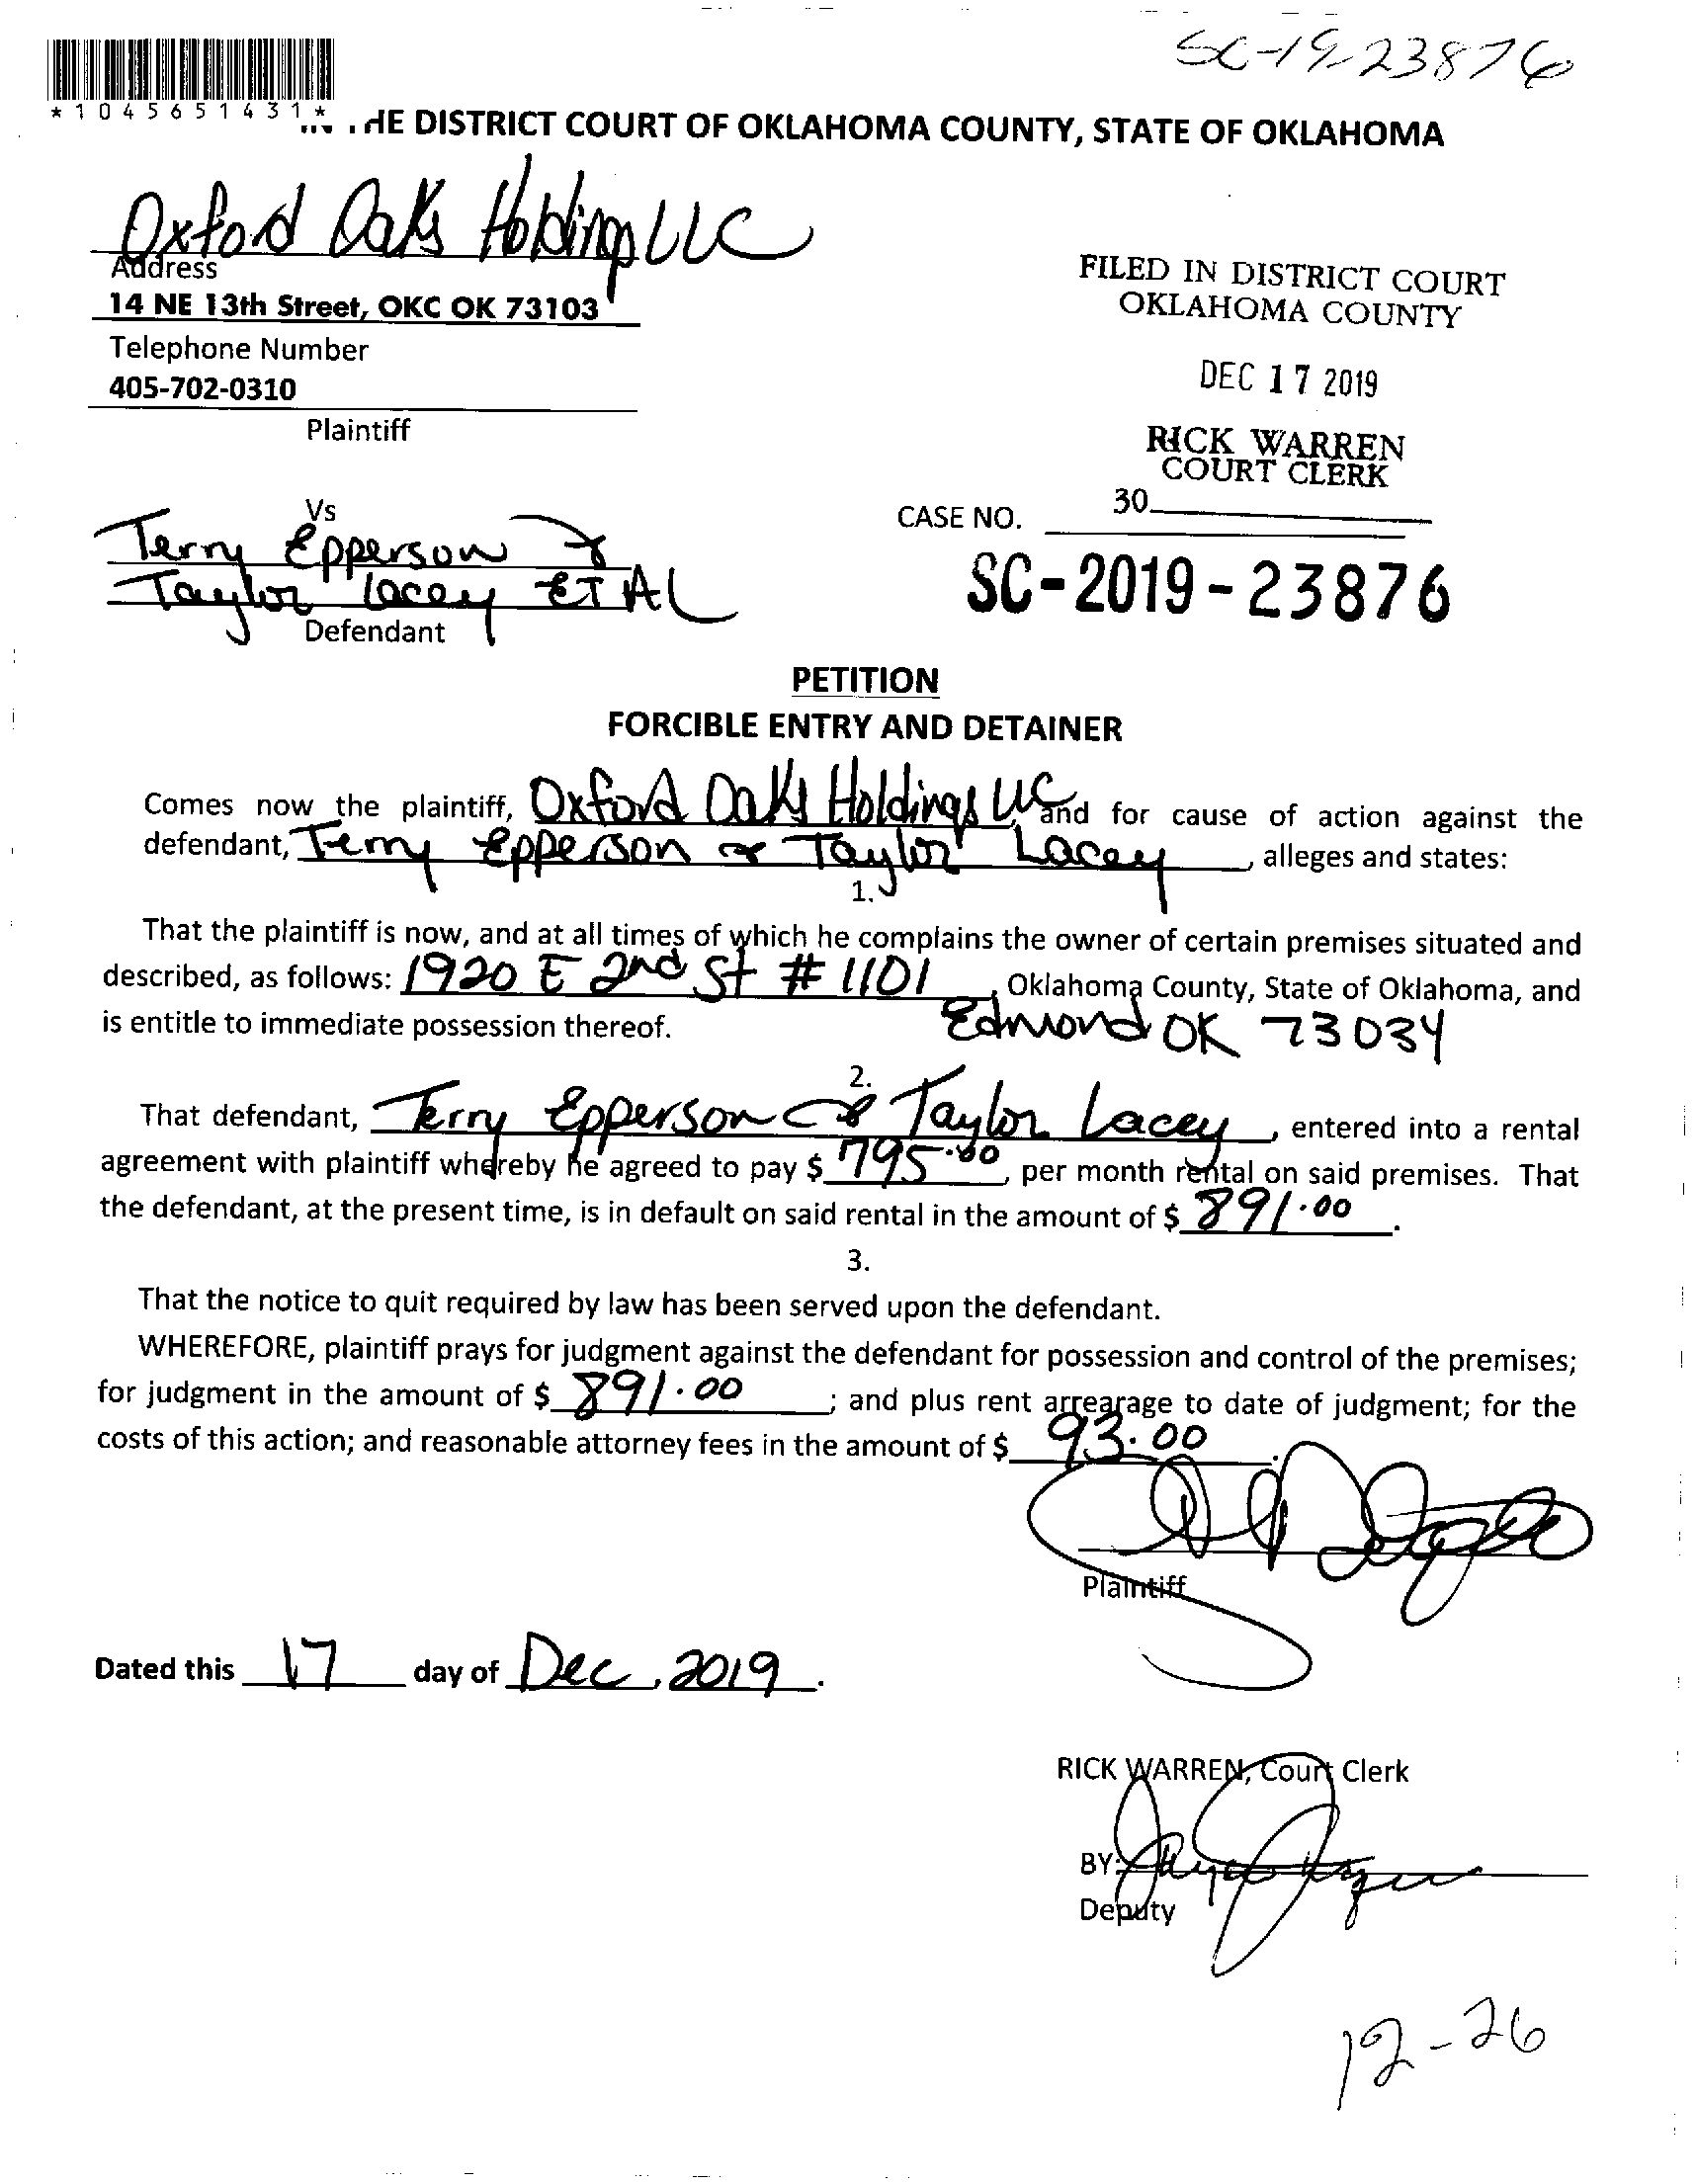 SC-19-23876
*1045651431*
HE DISTRICT COURT OF OKLAHOMA COUNTY, STATE OF OKLAHOMA
Oxford Oaks Holdings LLC
Address
14 NE 13th Street, OKC OK 73103
Telephone Number
405-702-0310
Plaintiff
FILED IN DISTRICT COURT
OKLAHOMA COUNTY
DEC 17 2019
RICK WARREN
COURT CLERK
30
Vs
CASE NO.
Terry Epperson &
Taylor Lacey ET AL
Defendant
SC-2019-23876
PETITION
FORCIBLE ENTRY AND DETAINER
Comes now the plaintiff, Oxford Oaks Holdings LLC, and for cause of action against the
defendant, Terry Epperson & Taylor Lacey, alleges and states:
1.
That the plaintiff is now, and at all times of which he complains the owner of certain premises situated and
described, as follows: 1920 E 2nd St # 1101, Oklahoma County, State of Oklahoma, and
is entitle to immediate possession thereof. Edmond OK 73034
2.
That defendant, Terry Epperson & Taylor Lacey, entered into a rental
agreement with plaintiff whereby he agreed to pay $ 795.00, per month rental on said premises. That
the defendant, at the present time, is in default on said rental in the amount of $ 891.00.
3.
That the notice to quit required by law has been served upon the defendant.
WHEREFORE, plaintiff prays for judgment against the defendant for possession and control of the premises;
for judgment in the amount of $ 891.00; and plus rent arrearage to date of judgment; for the
costs of this action; and reasonable attorney fees in the amount of $ 93.00.
Plaintiff
Dated this 17 day of Dec, 2019.
RICK WARREN, Court Clerk
BY:
Deputy
12-26